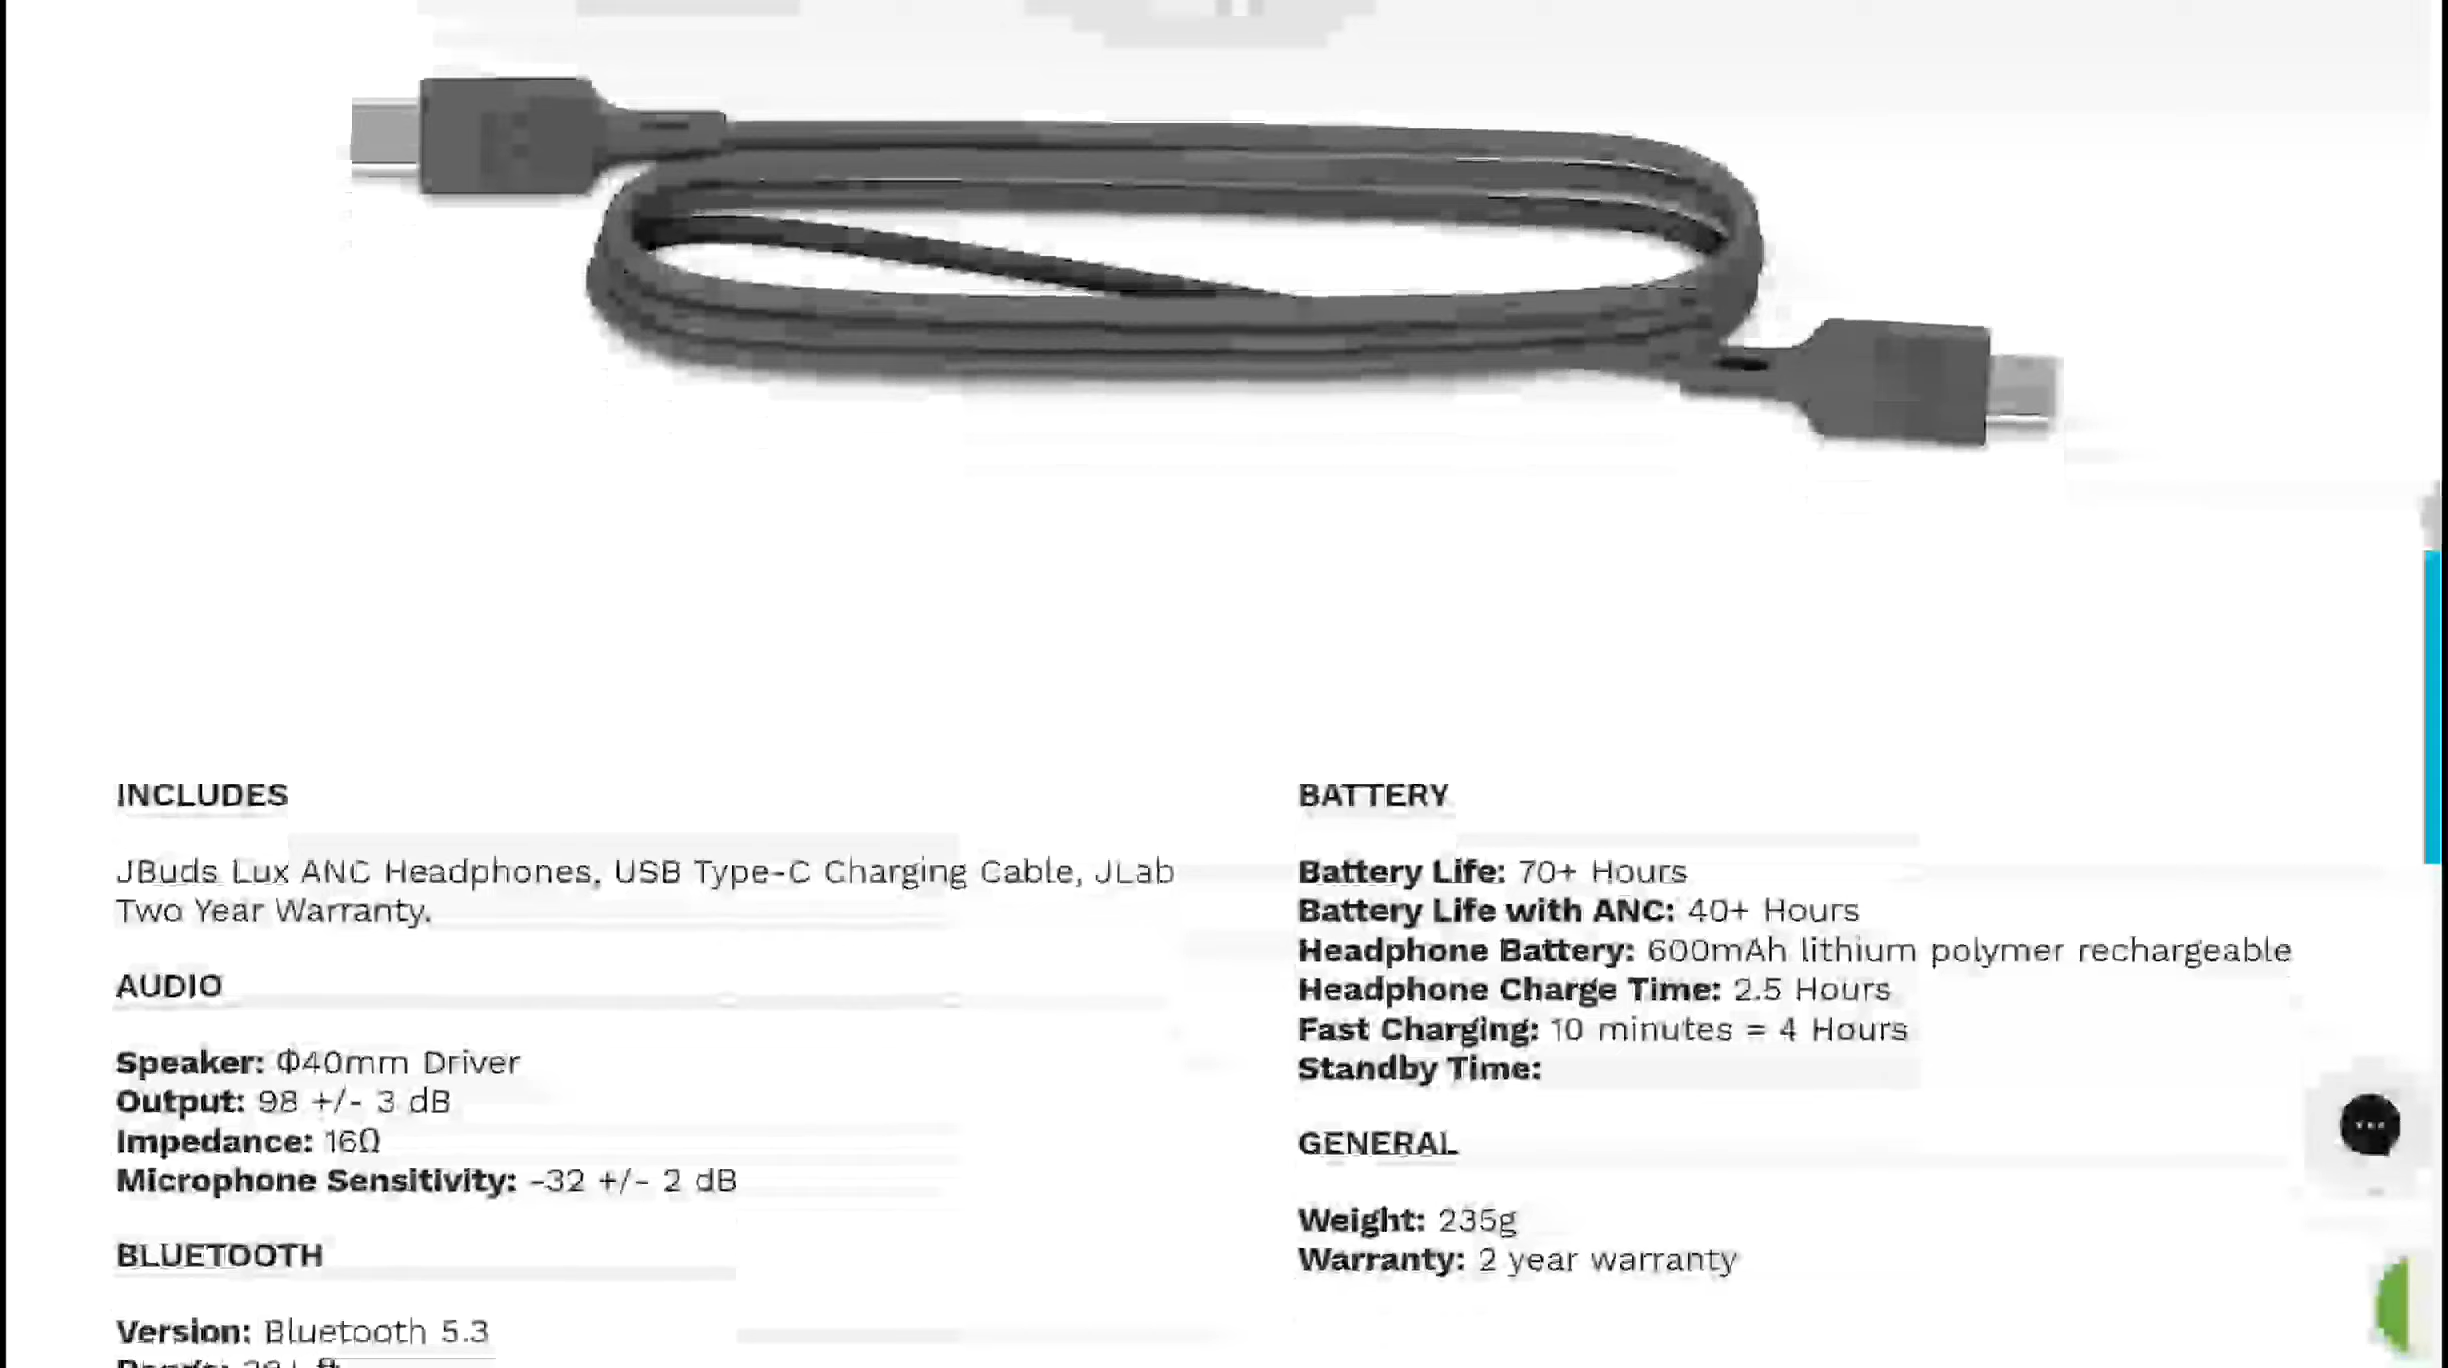 INCLUDES
JBuds Lux ANC Headphones, USB Type-C Charging Cable, JLab
Two Year Warranty.
AUDIO
Speaker: Φ40mm Driver
Output: 98 +/- 3 dB
Impedance: 16Ω
Microphone Sensitivity: -32 +/- 2 dB
BLUETOOTH
Version: Bluetooth 5.3
BATTERY
Battery Life: 70+ Hours
Battery Life with ANC: 40+ Hours
Headphone Battery: 600mAh lithium polymer rechargeable
Headphone Charge Time: 2.5 Hours
Fast Charging: 10 minutes = 4 Hours
Standby Time:
GENERAL
Weight: 235g
Warranty: 2 year warranty